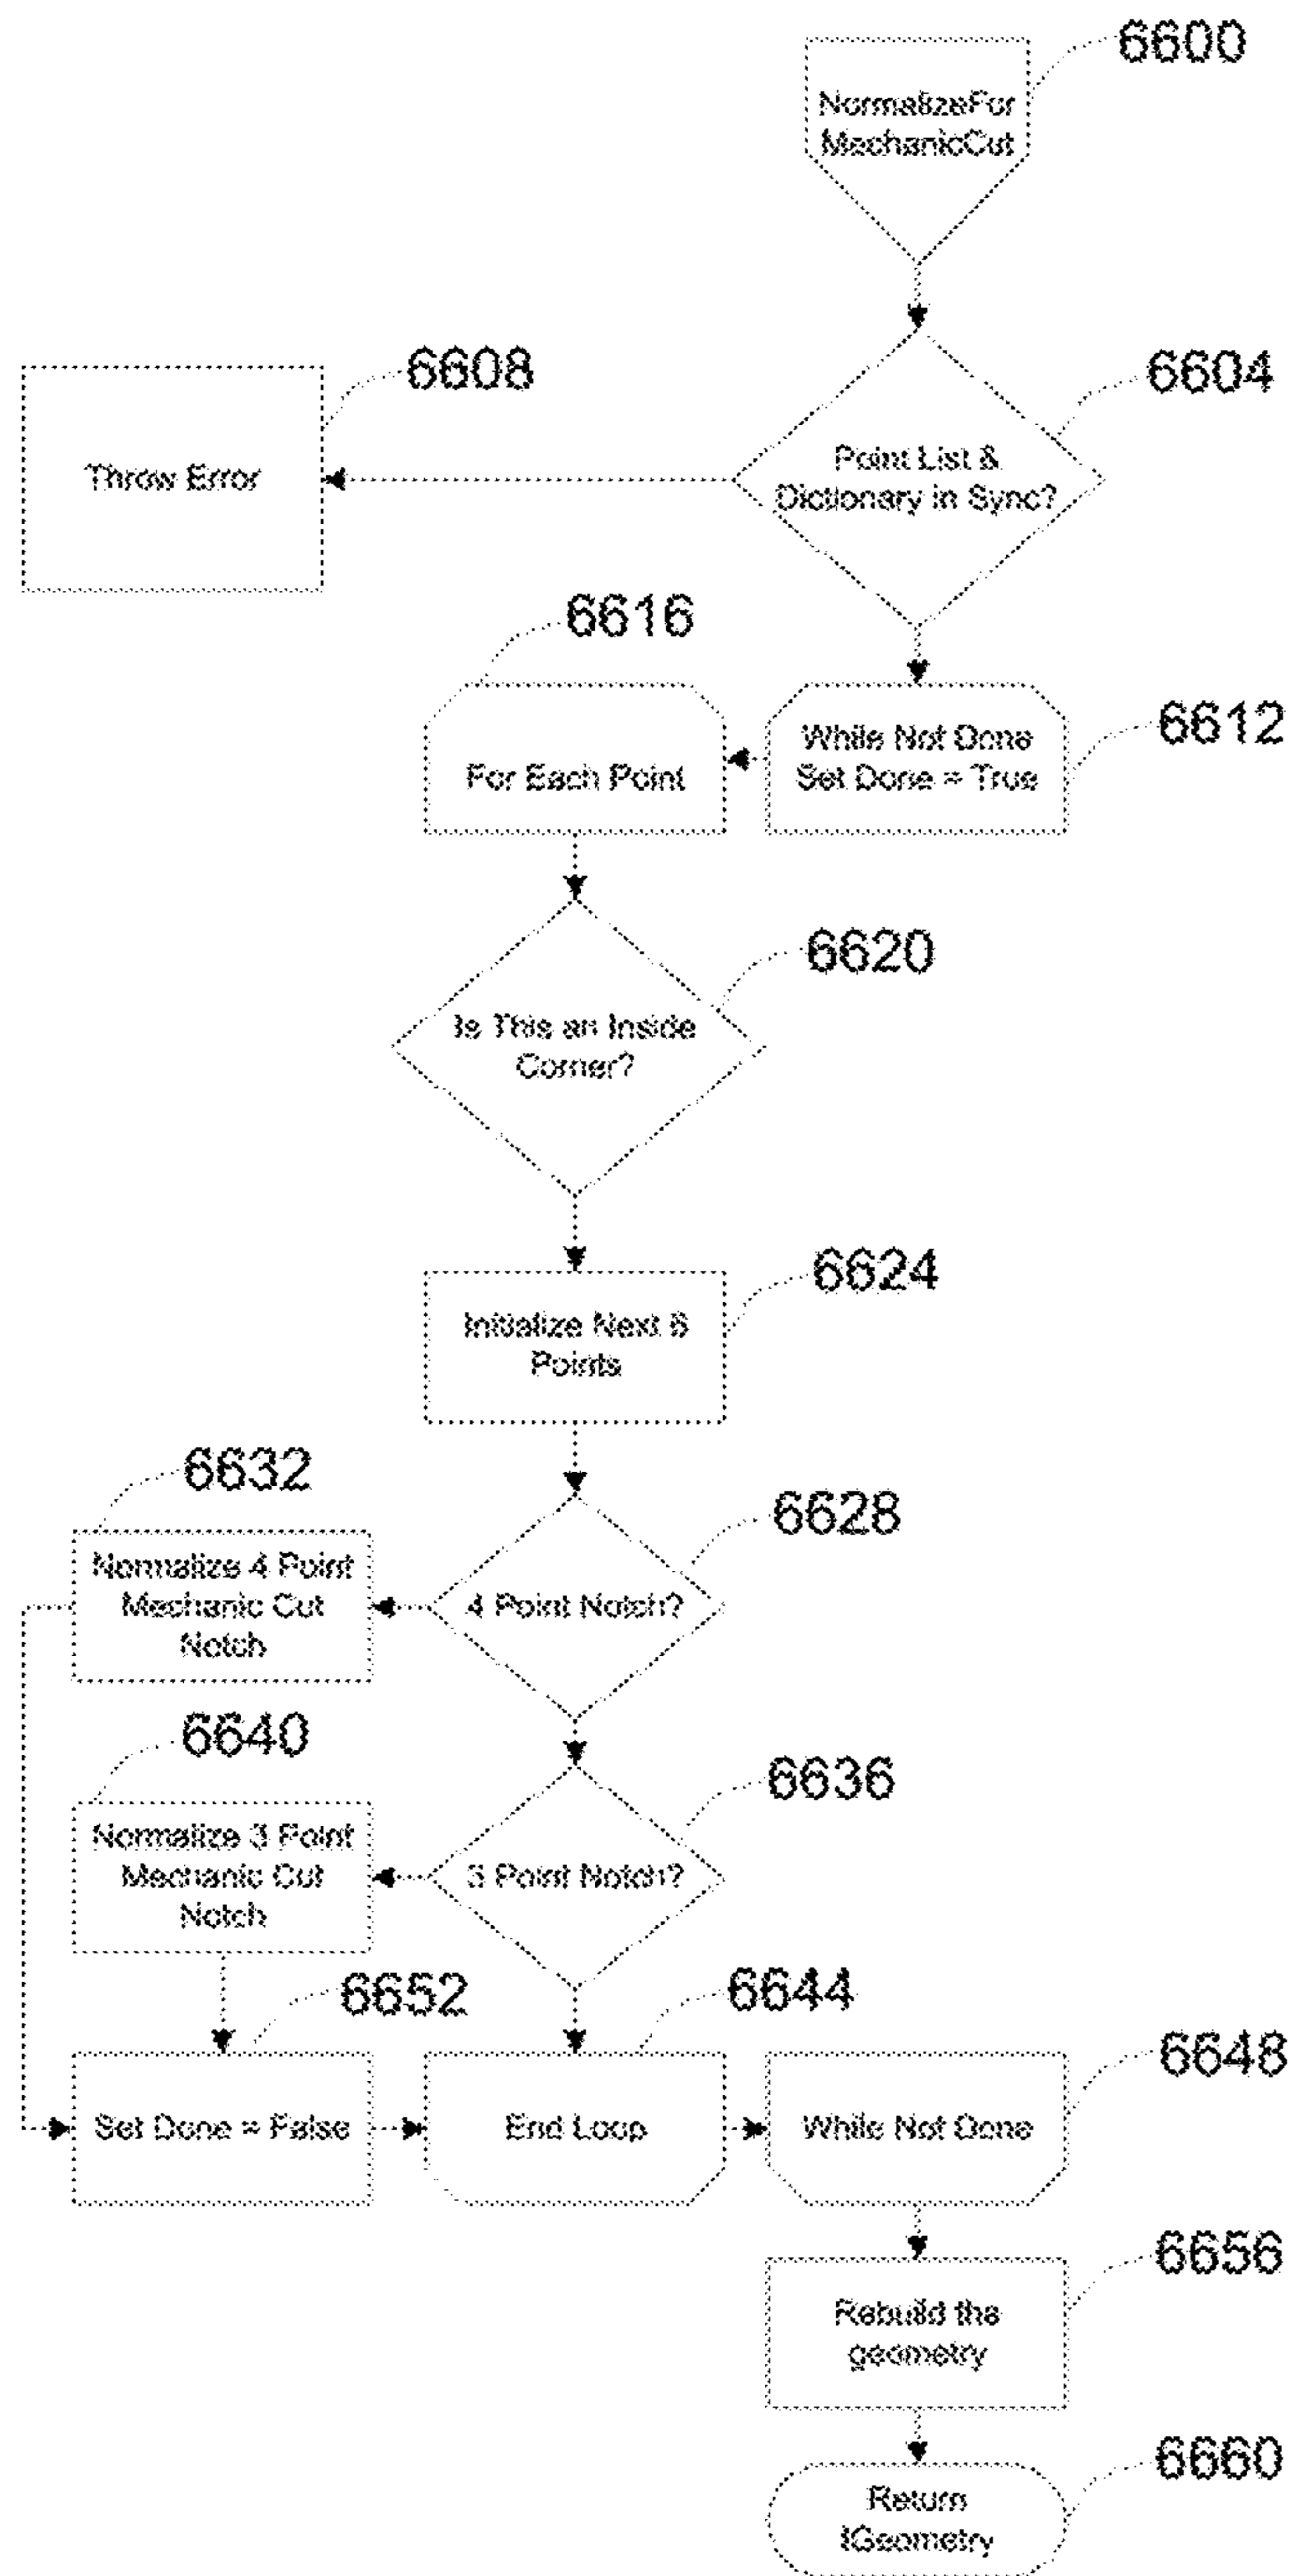 6600
NormalizeFor
MechanicCut
6608
6604
Throw Error
Point List &
Dictionary in Sync?
6616
6612
While Not Done
Set Done = True
For Each Point
6620
Is This an Inside
Corner?
6624
Initialize Next
Points
6632
6628
Normalize 4 Point
Mechanic Cut
Notch
4 Point Notch?
6640
6636
Normalize 3 Point
Mechanic Cut
Notch
Point Notch?
6652
6644
6648
Set Done = False
End Loop
While Not Done
6656
Rebuild the
geometry
6660
Return
IGeometry